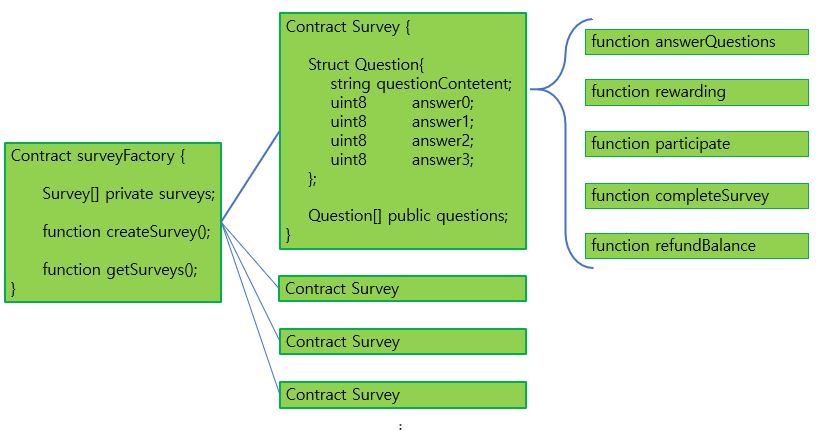 Contract surveyFactory {
Survey[] private surveys;
function createSurvey();
function getSurveys();
}
Contract Survey {
Struct Question{
string questionContetent;
uint8 answer0;
uint8 answer1;
uint8 answer2;
uint8 answer3;
};
Question[] public questions;
}
Contract Survey
Contract Survey
Contract Survey
:
function answerQuestions
function rewarding
function participate
function completeSurvey
function refundBalance